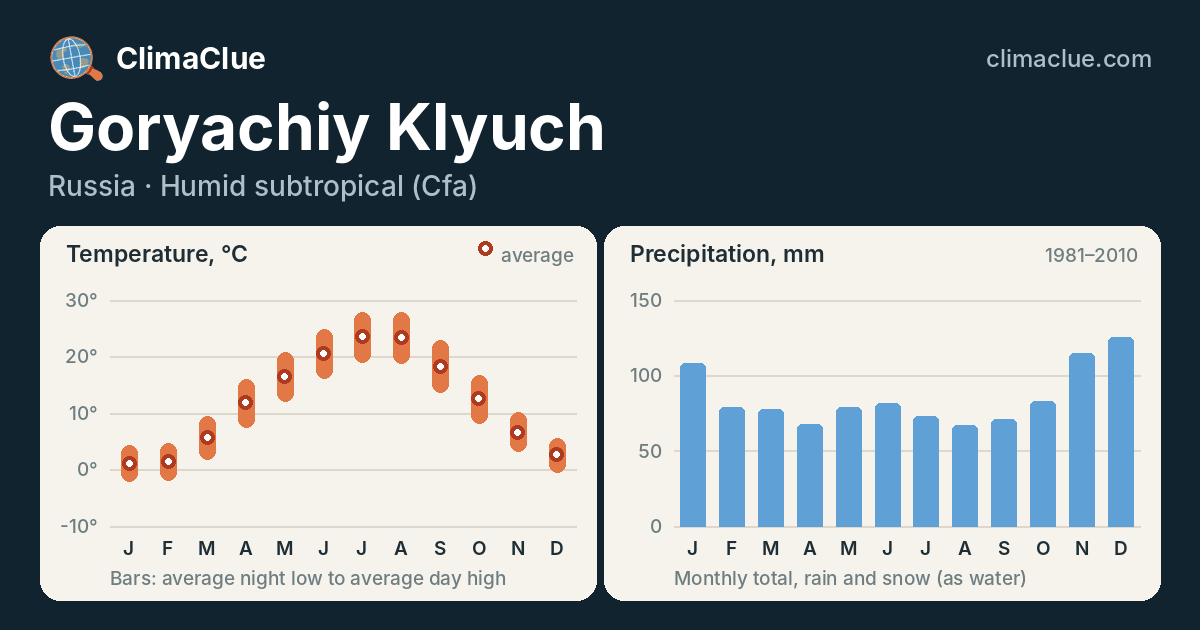 ClimaClue
climaclue.com
Goryachiy Klyuch
Russia · Humid subtropical (Cfa)
Temperature, °C
average
30°
20°
10°
0°
-10°
J F M A M J J A S O N D
Bars: average night low to average day high
Precipitation, mm
1981–2010
150
100
50
0
J F M A M J J A S O N D
Monthly total, rain and snow (as water)